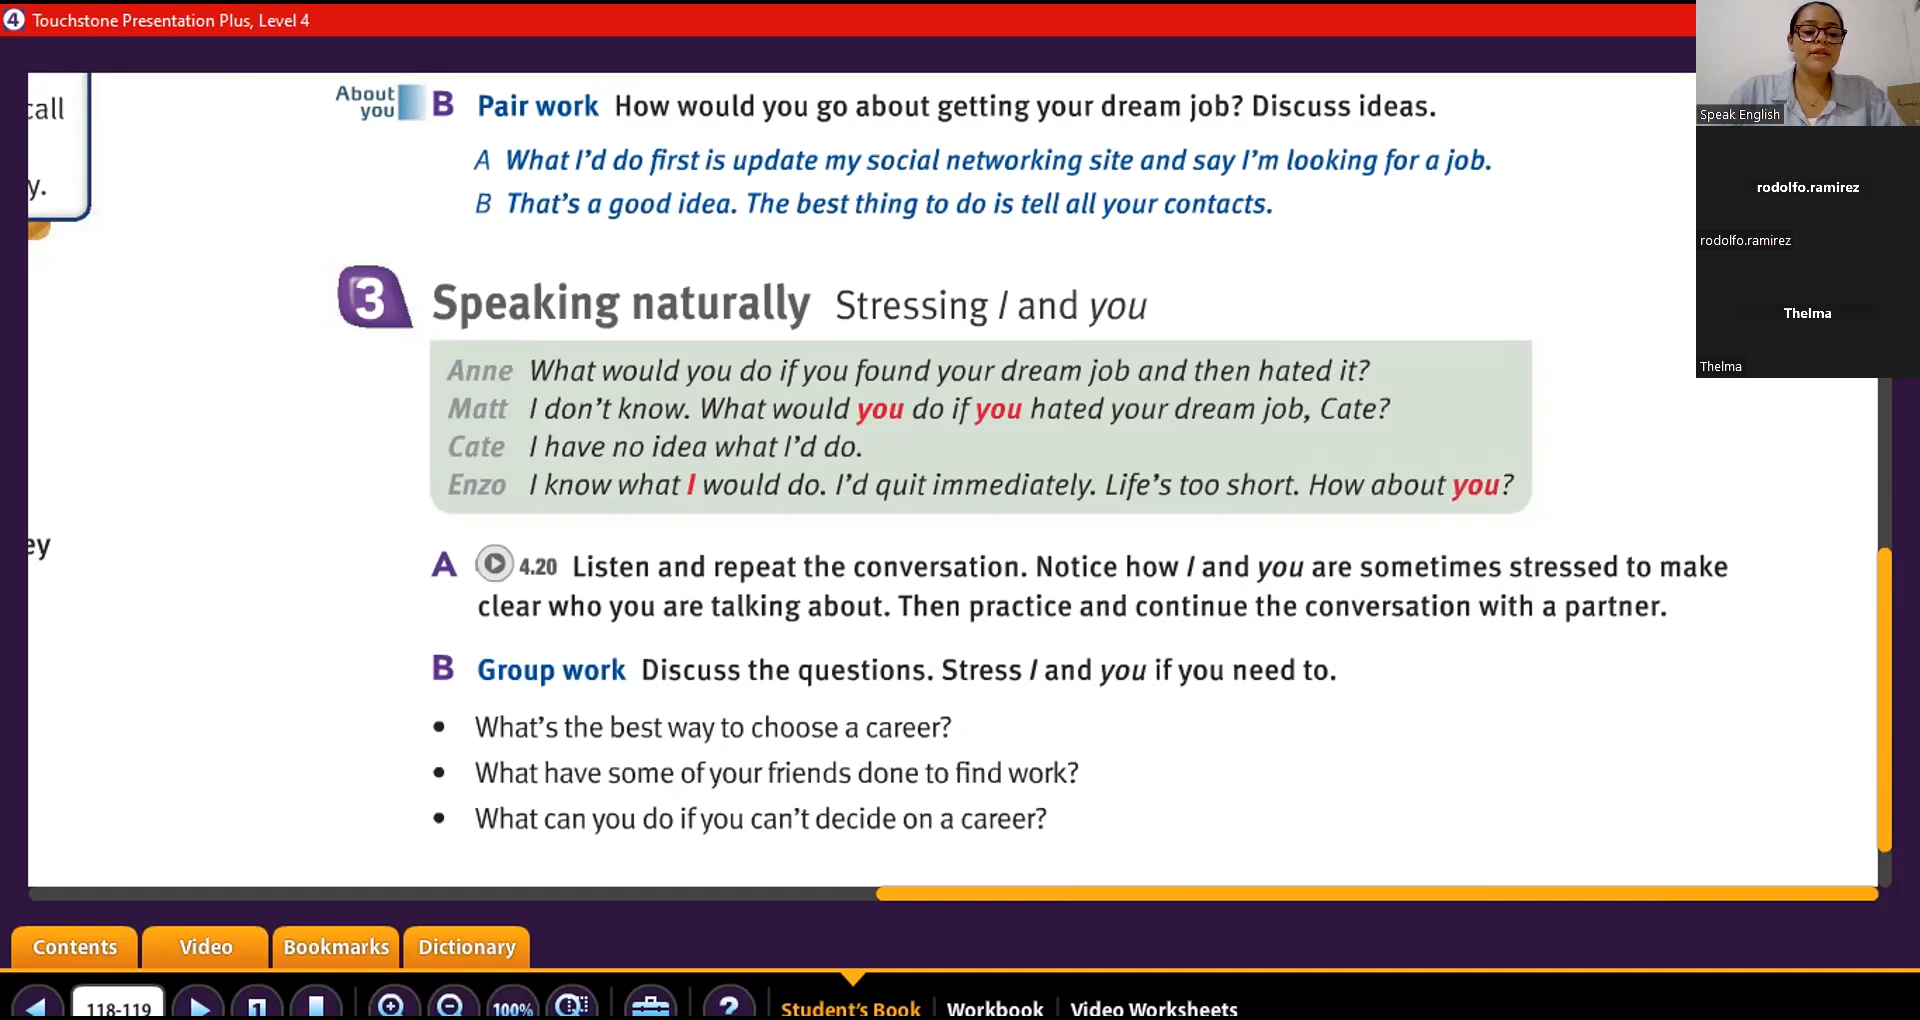 4 Touchstone Presentation Plus, Level 4
call
y.
ey
About you B Pair work How would you go about getting your dream job? Discuss ideas.
A What I'd do first is update my social networking site and say I'm looking for a job.
B That's a good idea. The best thing to do is tell all your contacts.
3 Speaking naturally Stressing I and you
Anne What would you do if you found your dream job and then hated it?
Matt I don't know. What would you do if you hated your dream job, Cate?
Cate I have no idea what I'd do.
Enzo I know what I would do. I'd quit immediately. Life's too short. How about you?
A 4.20 Listen and repeat the conversation. Notice how I and you are sometimes stressed to make
clear who you are talking about. Then practice and continue the conversation with a partner.
B Group work Discuss the questions. Stress I and you if you need to.
• What's the best way to choose a career?
• What have some of your friends done to find work?
• What can you do if you can't decide on a career?
Speak English
rodolfo.ramirez
rodolfo.ramirez
Thelma
Thelma
Contents Video Bookmarks Dictionary
118-119 100% ? Student's Book Workbook Video Worksheets